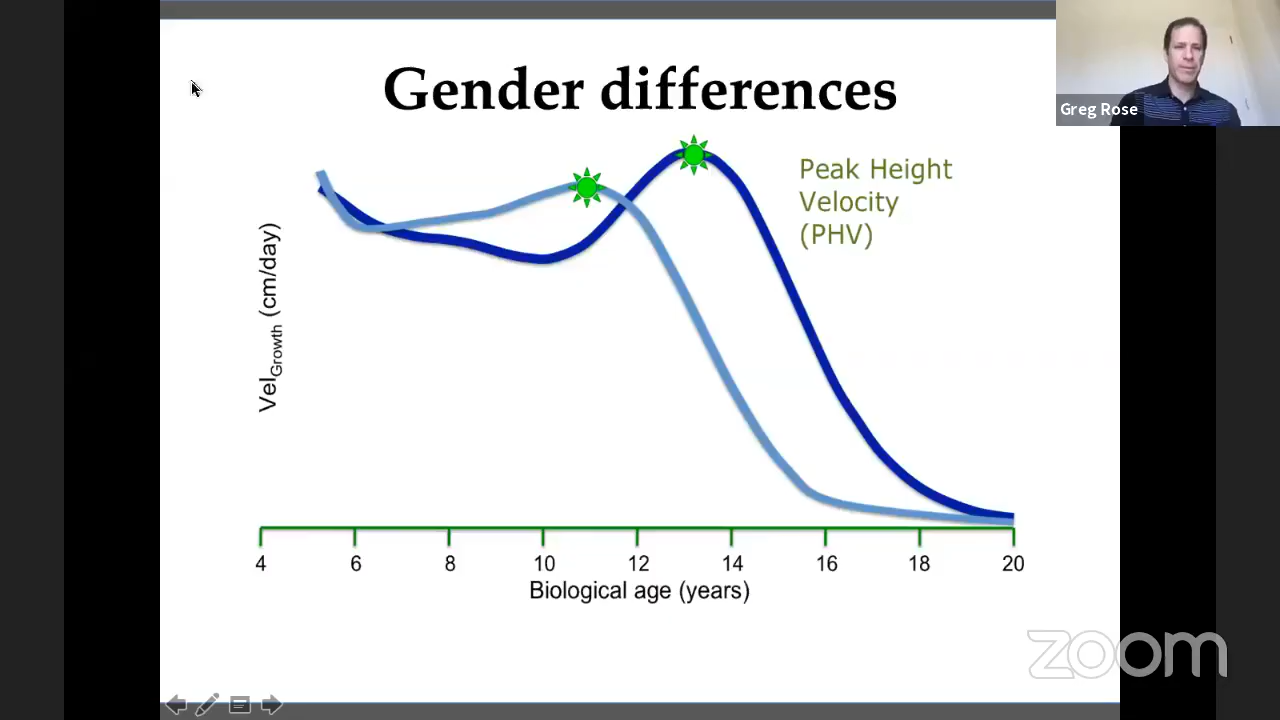 Gender differences
Greg Rose
Peak Height
Velocity
(PHV)
VelGrowth (cm/day)
4 6 8 10 12 14 16 18 20
Biological age (years)
zoom